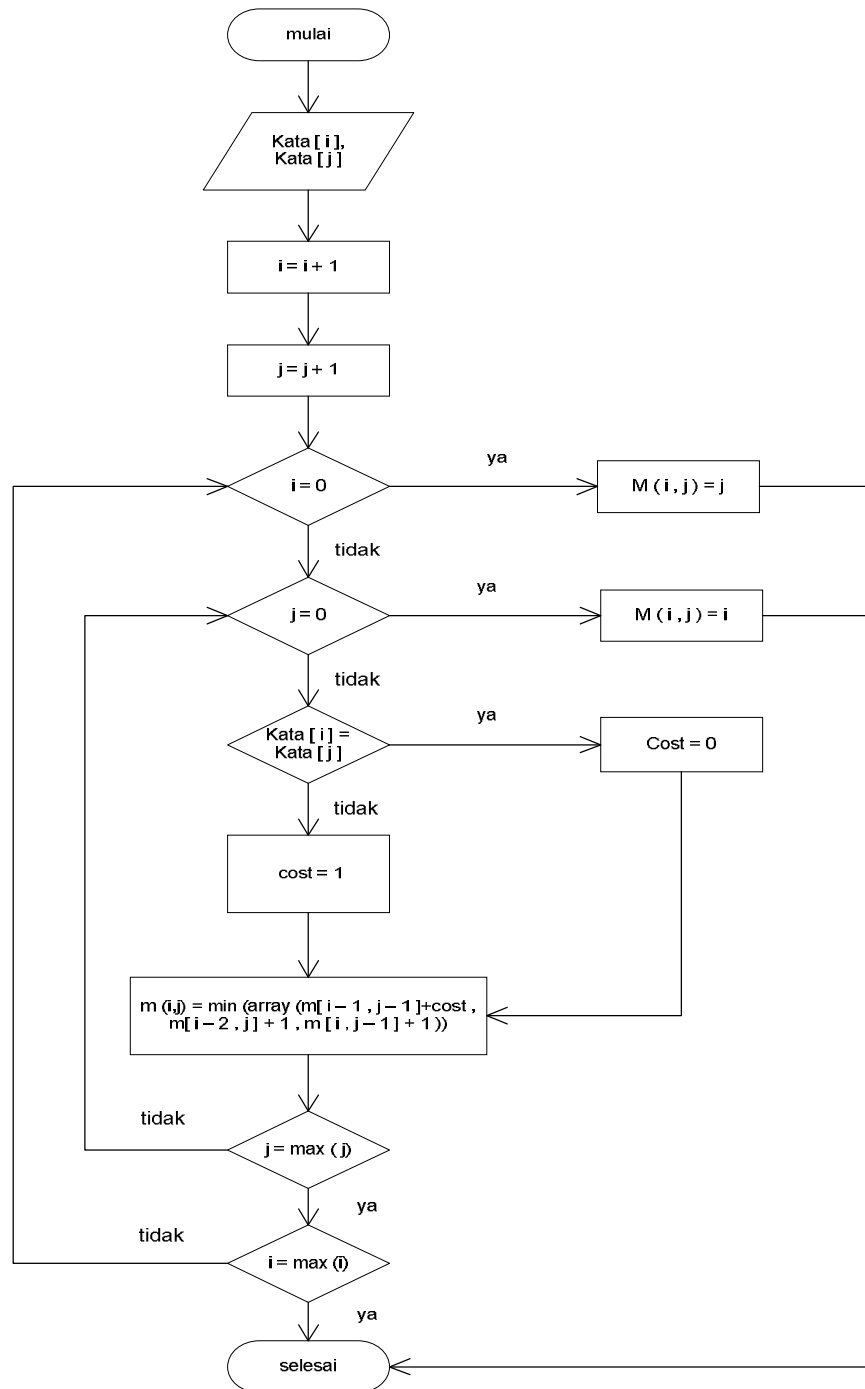 mulai
Kata [ i ],
Kata [ j ]
i = i + 1
j = j + 1
i = 0
ya
M ( i , j ) = j
tidak
j = 0
ya
M ( i , j ) = i
tidak
Kata [ i ] =
Kata [ j ]
ya
Cost = 0
tidak
cost = 1
m (i,j) = min (array (m[ i – 1 , j – 1]+cost ,
m[ i – 2 , j ] + 1 , m [ i , j – 1 ] + 1 ))
tidak
j = max ( j)
ya
tidak
i = max (i)
ya
selesai